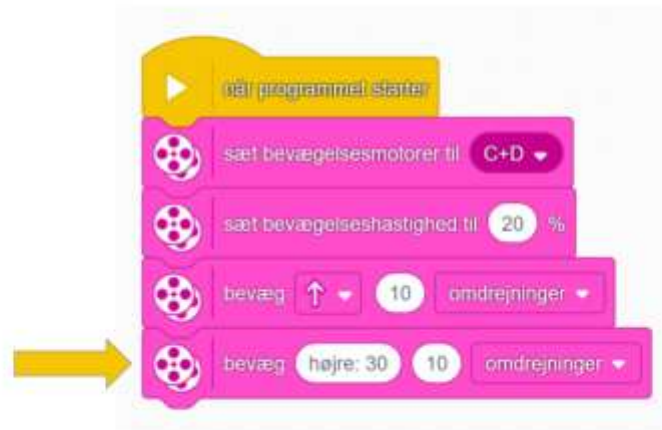 når programmet starter
sæt bevægelsesmotorer til C+D
sæt bevægelseshastighed til 20 %
bevæg 10 omdrejninger
bevæg højre: 30 10 omdrejninger